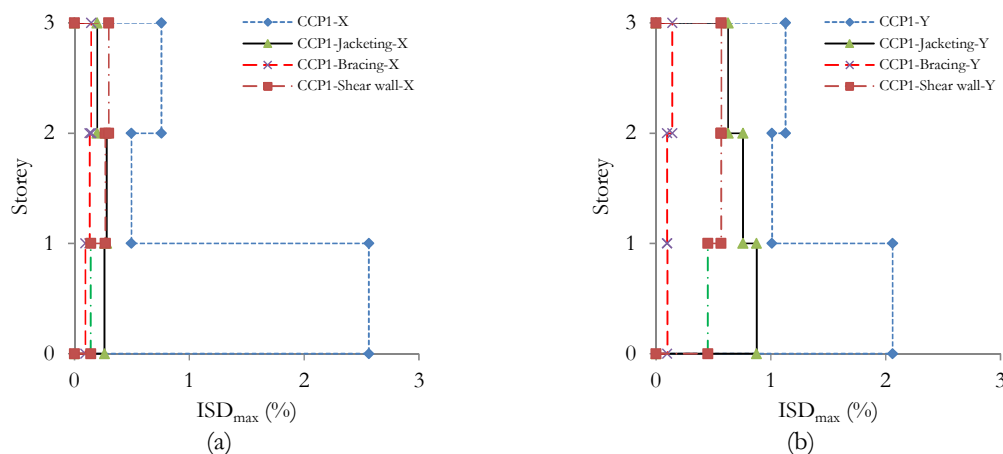 3
2
1
0
Storey
0 1 2 3
ISDmax (%)
(a)
CCP1-X
CCP1-Jacketing-X
CCP1-Bracing-X
CCP1-Shear wall-X
3
2
1
0
Storey
0 1 2 3
ISDmax (%)
(b)
CCP1-Y
CCP1-Jacketing-Y
CCP1-Bracing-Y
CCP1-Shear wall-Y